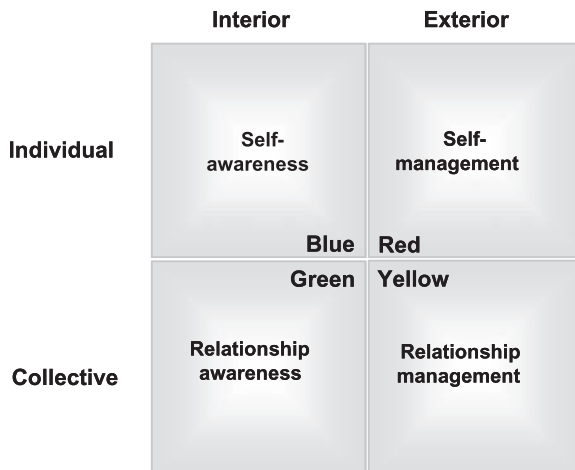 Interior Exterior
Individual
Self-
awareness
Self-
management
Blue Red
Green Yellow
Collective
Relationship
awareness
Relationship
management